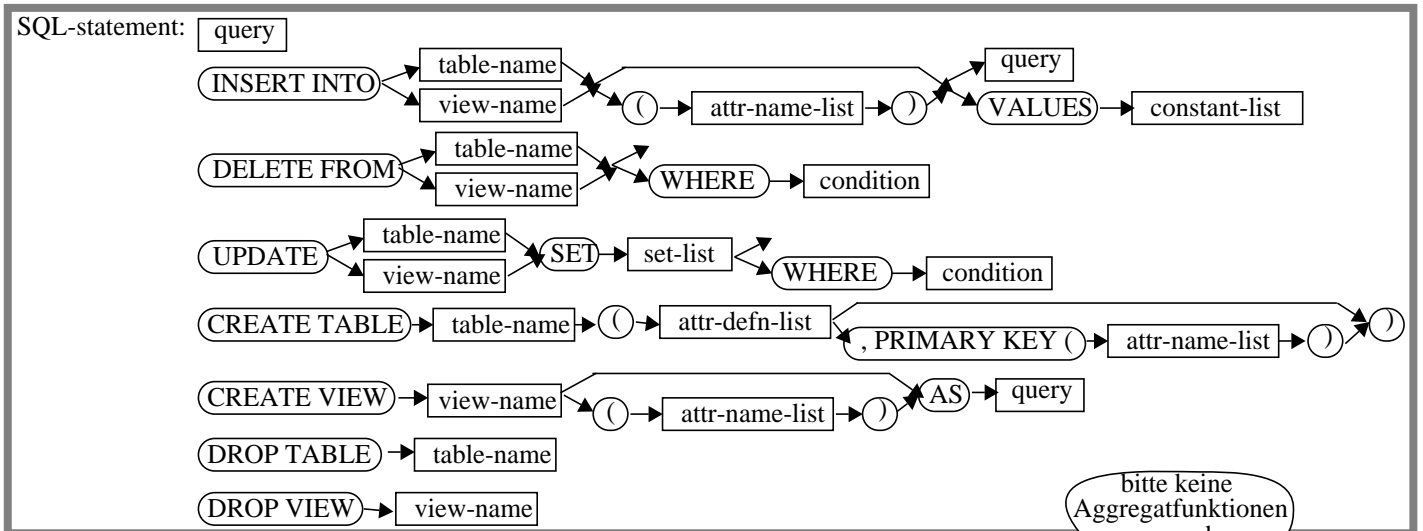 SQL-statement: query
INSERT INTO table-name view-name ( attr-name-list ) query VALUES constant-list
DELETE FROM table-name view-name WHERE condition
UPDATE table-name view-name SET set-list WHERE condition
CREATE TABLE table-name ( attr-defn-list , PRIMARY KEY ( attr-name-list ) )
CREATE VIEW view-name ( attr-name-list ) AS query
DROP TABLE table-name
DROP VIEW view-name
bitte keine
Aggregatfunktionen